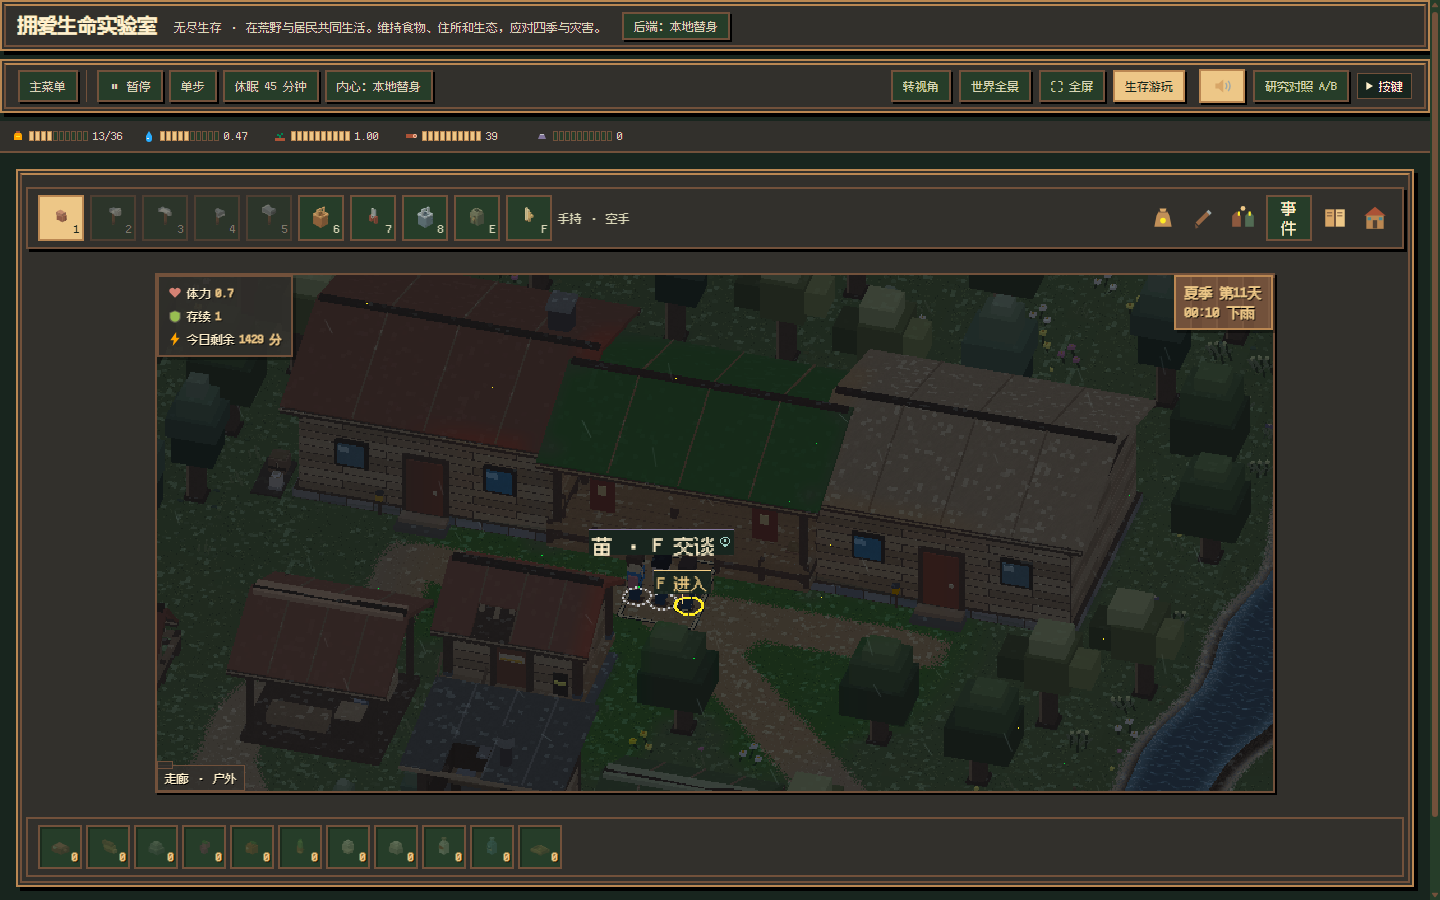 拥爱生命实验室
无尽生存 · 在荒野与居民共同生活。维持食物、住所和生态，应对四季与灾害。
后端：本地替身
主菜单
暂停
单步
休眠 45 分钟
内心：本地替身
转视角
世界全景
全屏
生存游玩
研究对照 A/B
按键
13/36
0.47
1.00
39
0
1
2
3
4
5
6
7
8
E
F
手持 · 空手
事件
体力 0.7
存续 1
今日剩余 1429 分
夏季 第11天
00:10 下雨
苗 · F 交谈
F 进入
走廊 · 户外
0
0
0
0
0
0
0
0
0
0
0